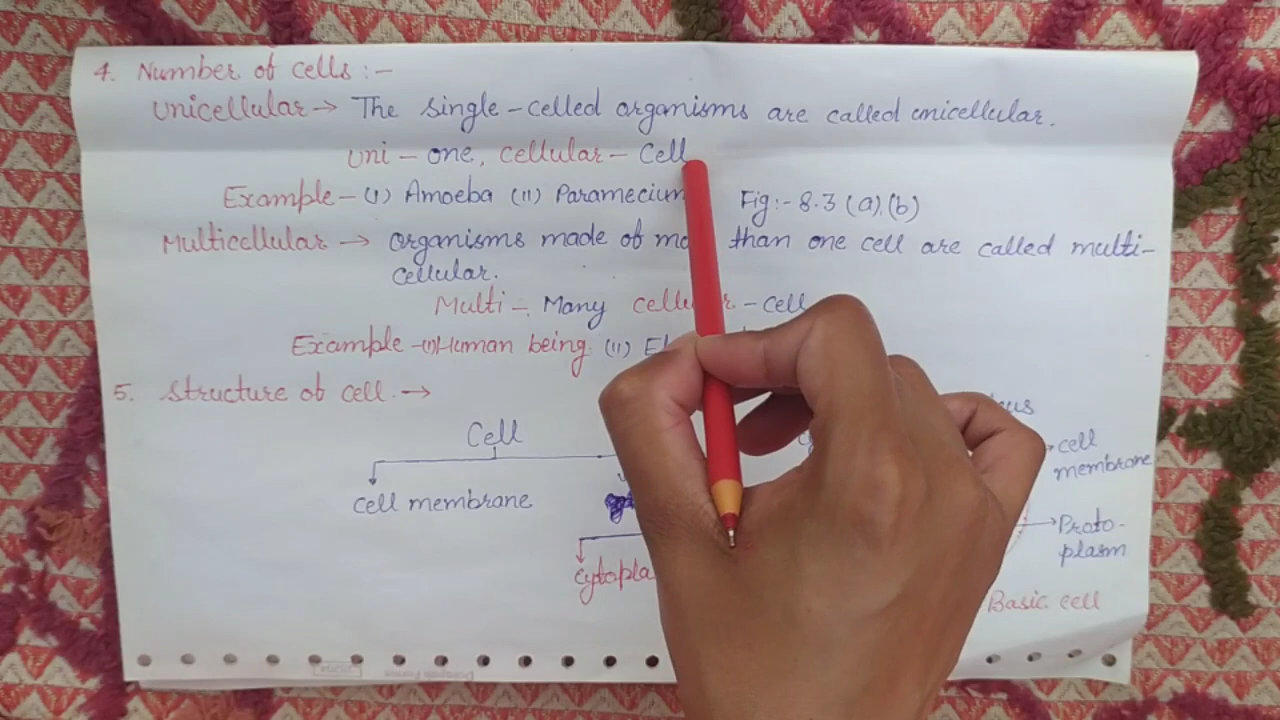 4. Number of cells :-
Unicellular → The single-celled organisms are called unicellular.
Uni - one, cellular - cell
Example - (i) Amoeba (ii) Paramecium Fig:- 8.3 (a),(b)
Multicellular → organisms made of than one cell are called multi-
cellular.
Multi - Many - cell
Example -(i) Human being (ii)
5. Structure of cell. →
Cell
cell membrane
cell
membrane
Proto-
plasm
Basic cell